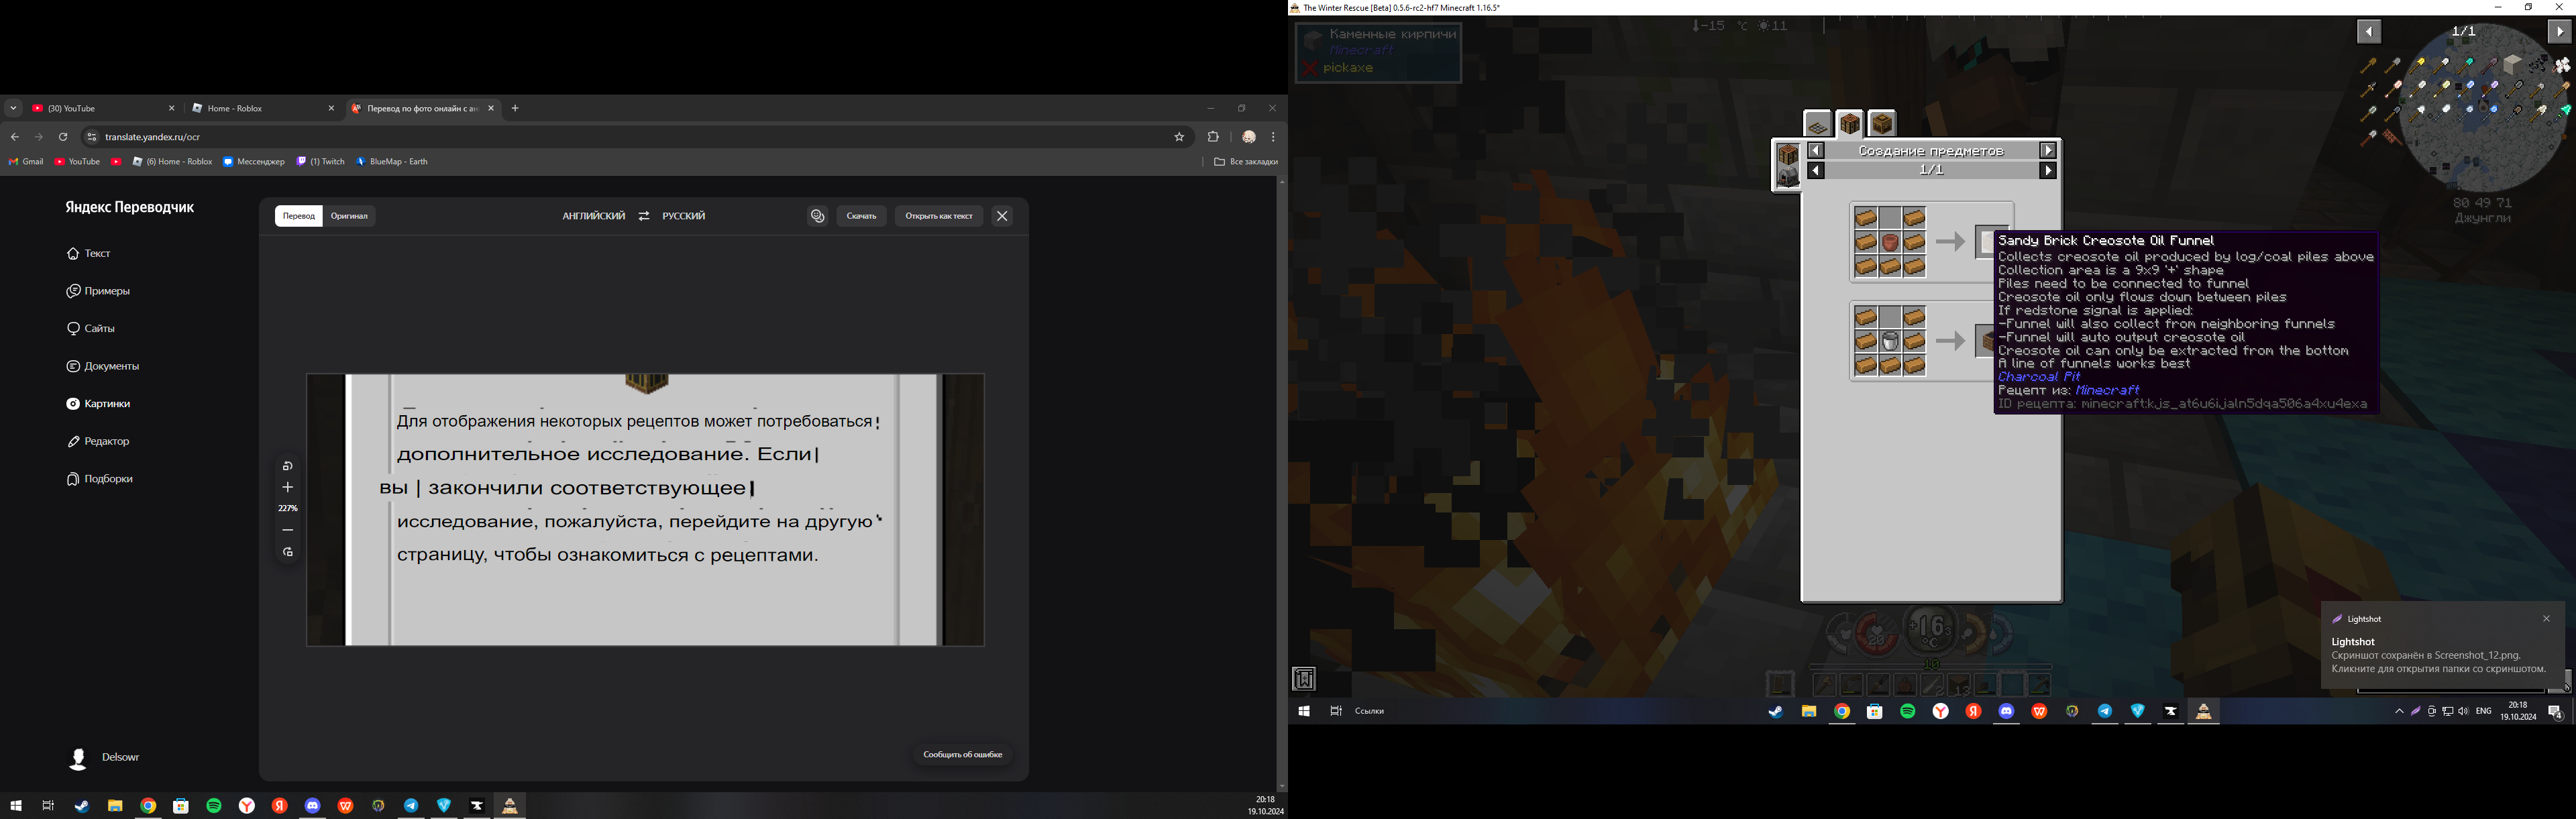 (30) YouTube
Home - Roblox
Перевод по фото онлайн с ан
translate.yandex.ru/ocr
Gmail
YouTube
(6) Home - Roblox
Мессенджер
(1) Twitch
BlueMap - Earth
Все закладки
Яндекс Переводчик
Текст
Примеры
Сайты
Документы
Картинки
Редактор
Подборки
Delsowr
Перевод
Оригинал
АНГЛИЙСКИЙ
РУССКИЙ
Скачать
Открыть как текст
227%
Для отображения некоторых рецептов может потребоваться
дополнительное исследование. Если|
вы | закончили соответствующее|
исследование, пожалуйста, перейдите на другую
страницу, чтобы ознакомиться с рецептами.
Сообщить об ошибке
20:18
19.10.2024
The Winter Rescue [Beta] 0.5.6-rc2-hf7 Minecraft 1.16.5*
Каменные кирпичи
Minecraft
pickaxe
-15 °C 11
1/1
80 49 71
Джунгли
Создание предметов
1/1
Sandy Brick Creosote Oil Funnel
Collects creosote oil produced by log/coal piles above
Collection area is a 9x9 '+' shape
Piles need to be connected to funnel
Creosote oil only flows down between piles
If redstone signal is applied:
-Funnel will also collect from neighboring funnels
-Funnel will auto output creosote oil
Creosote oil can only be extracted from the bottom
A line of funnels works best
Charcoal Pit
Рецепт из: Minecraft
ID рецепта: minecraft:kjs_at6u6ijaln5dqa506a4xu4exa
20
+16
°C
10
2
13
Lightshot
Lightshot
Скриншот сохранён в Screenshot_12.png.
Кликните для открытия папки со скриншотом.
Ссылки
ENG
20:18
19.10.2024
4